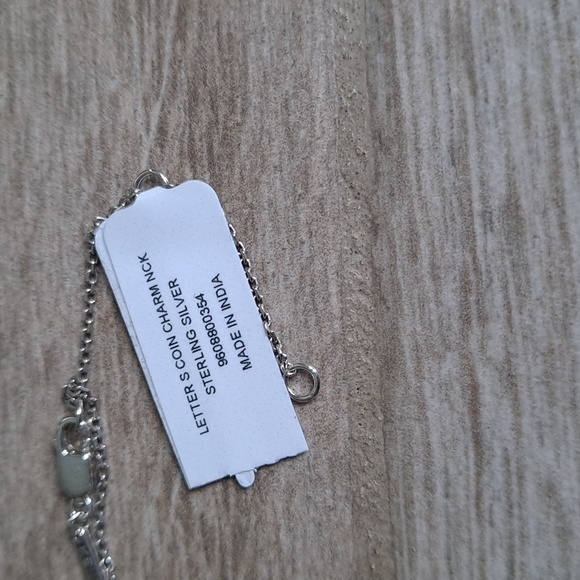 LETTER S COIN CHARM NCK
STERLING SILVER
9608800354
MADE IN INDIA